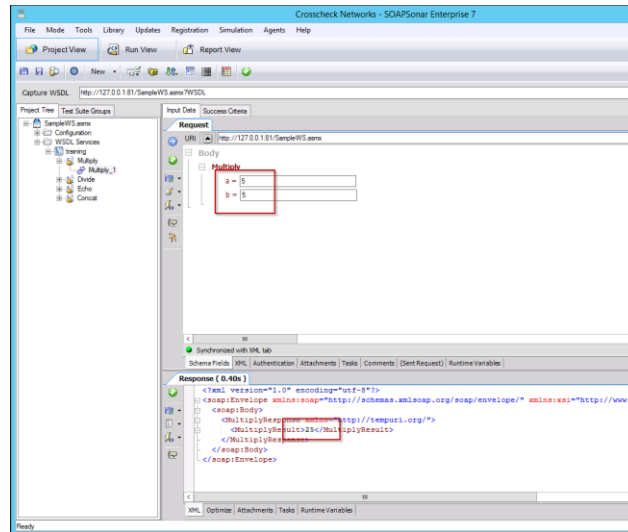 Crosscheck Networks - SOAPSonar Enterprise 7
File Mode Tools Library Updates Registration Simulation Agents Help
Project View Run View Report View
New
Capture WSDL http://127.0.0.1:81/SampleWS.asmx?WSDL
Project Tree Test Suite Groups
SampleWS.asmx
Configuration
WSDL Services
training
Multiply
Multiply_1
Divide
Echo
Concat
Input Data Success Criteria
Request
URI http://127.0.0.1:81/SampleWS.asmx
Body
Multiply
a = 5
b = 5
Synchronized with XML tab
Schema Fields XML Authentication Attachments Tasks Comments (Sent Request) Runtime Variables
Response ( 0.40s )
<?xml version="1.0" encoding="utf-8"?>
<soap:Envelope xmlns:soap="http://schemas.xmlsoap.org/soap/envelope/" xmlns:xsi="http://www
<soap:Body>
<MultiplyResponse xmlns="http://tempuri.org/">
<MultiplyResult>25</MultiplyResult>
</MultiplyResponse>
</soap:Body>
</soap:Envelope>
XML Optimize Attachments Tasks Runtime Variables
Ready